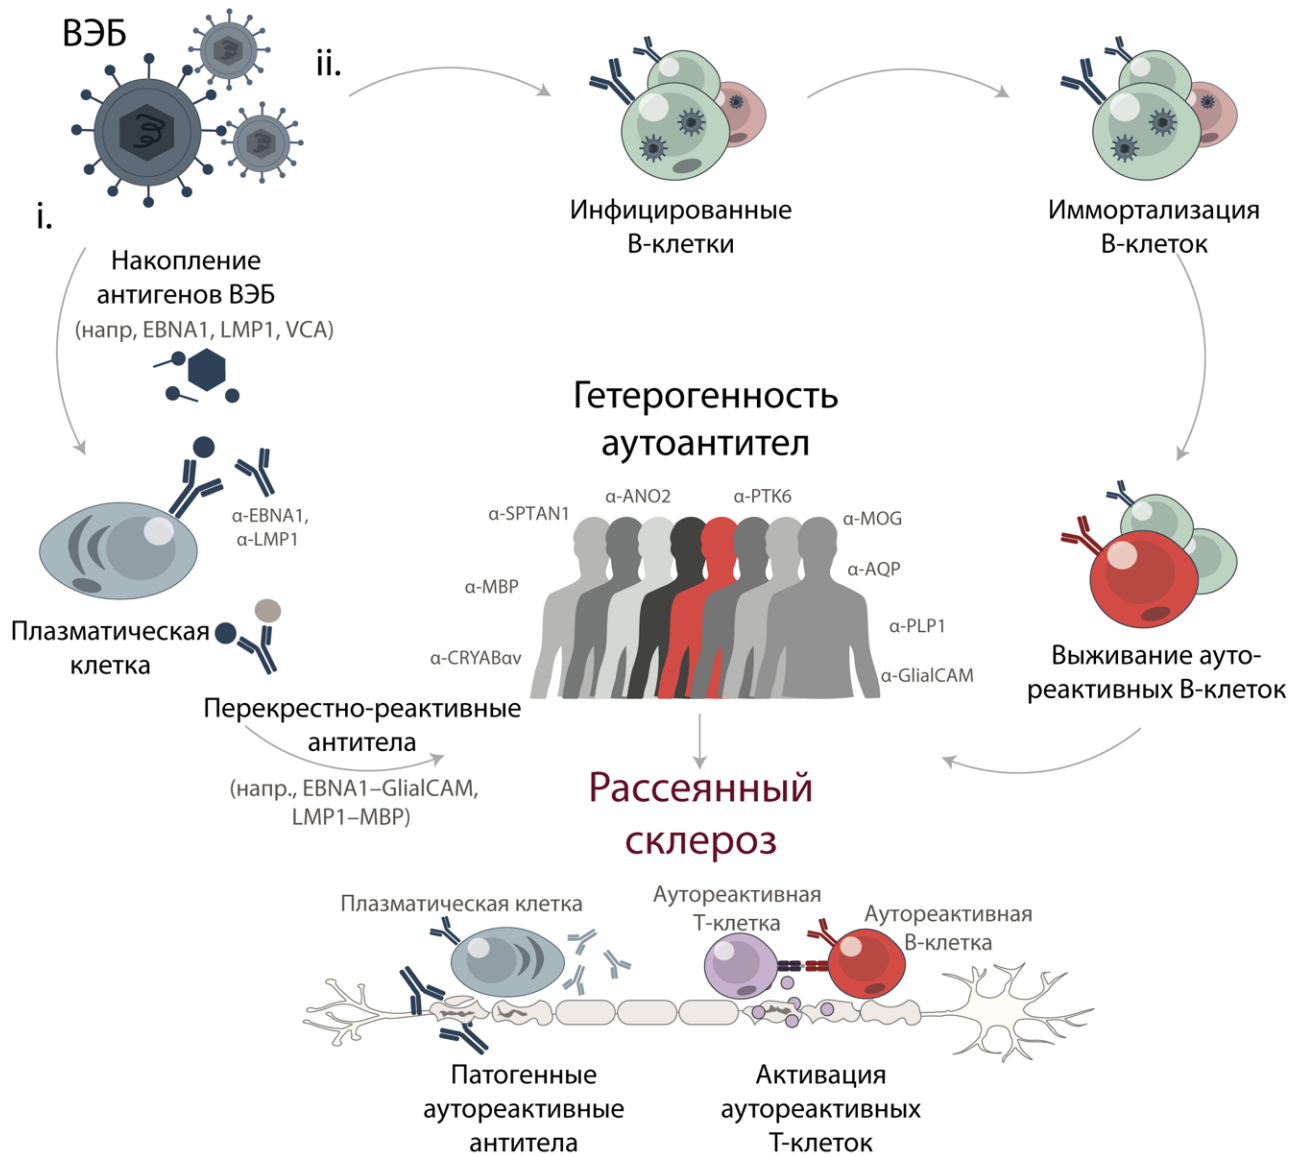 ВЭБ
ii.
i.
Инфицированные
В-клетки
Иммортализация
В-клеток
Накопление
антигенов ВЭБ
(напр, EBNA1, LMP1, VCA)
α-EBNA1,
α-LMP1
Плазматическая
клетка
Перекрестно-реактивные
антитела
(напр., EBNA1–GlialCAM,
LMP1–MBP)
Гетерогенность
аутоантител
α-SPTAN1
α-ANO2
α-PTK6
α-MOG
α-MBP
α-AQP
α-CRYABαv
α-PLP1
α-GlialCAM
Выживание ауто-
реактивных В-клеток
Рассеянный
склероз
Плазматическая клетка
Аутореактивная
Т-клетка
Аутореактивная
В-клетка
Патогенные
аутореактивные
антитела
Активация
аутореактивных
Т-клеток